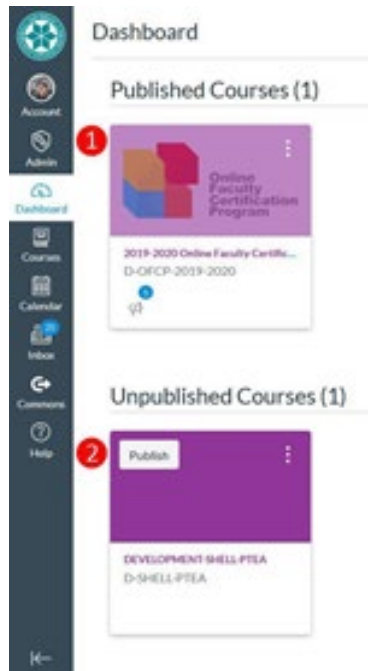 Dashboard
Account
Admin
Dashboard
Courses
Calendar
Inbox
Commons
Help
Published Courses (1)
1
Online
Faculty
Certification
Program
2019-2020 Online Faculty Certific...
D-OFCP-2019-2020
Unpublished Courses (1)
2
Publish
DEVELOPMENT-SHELL-PTEA
D-SHELL-PTEA